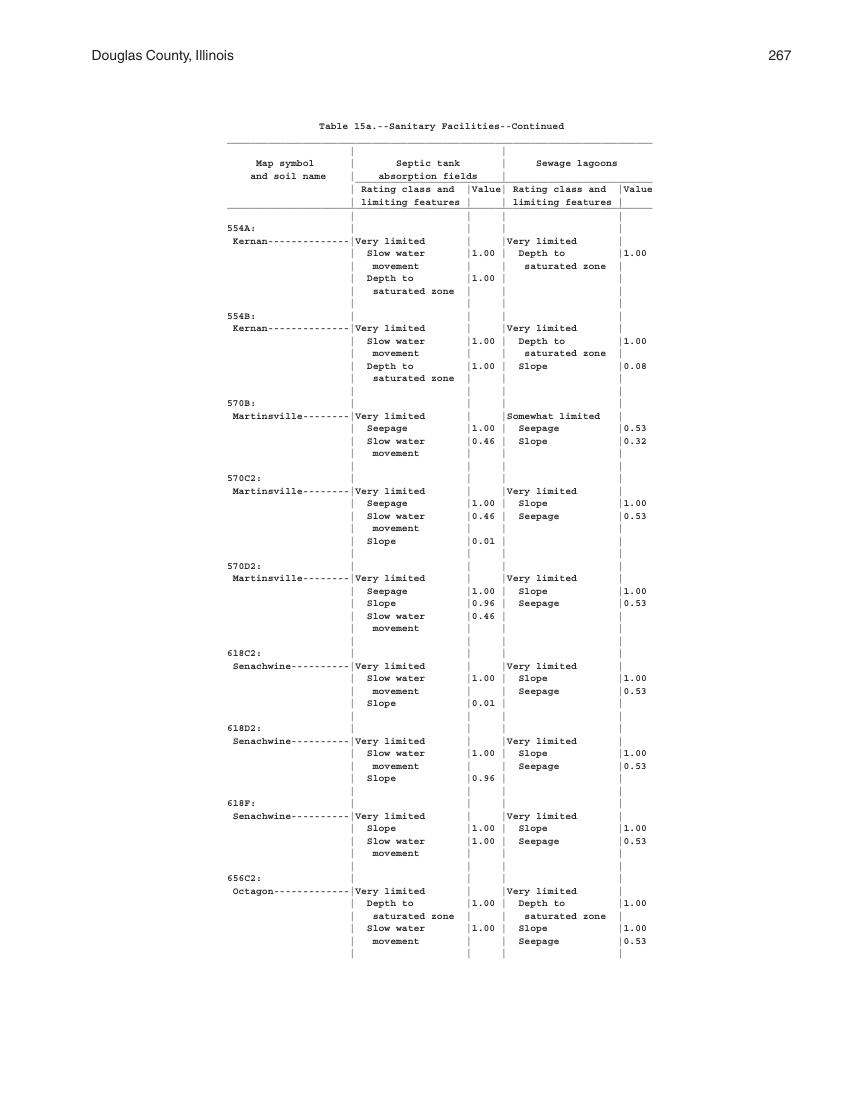 Douglas County, Illinois 267
Table 15a.--Sanitary Facilities--Continued
Map symbol | Septic tank | Sewage lagoons
and soil name | absorption fields |
| Rating class and |Value| Rating class and |Value
| limiting features | | limiting features |
554A:
Kernan--------------|Very limited | |Very limited |
| Slow water |1.00 | Depth to |1.00
| movement | | saturated zone |
| Depth to |1.00 | |
| saturated zone | | |
554B:
Kernan--------------|Very limited | |Very limited |
| Slow water |1.00 | Depth to |1.00
| movement | | saturated zone |
| Depth to |1.00 | Slope |0.08
| saturated zone | | |
570B:
Martinsville--------|Very limited | |Somewhat limited |
| Seepage |1.00 | Seepage |0.53
| Slow water |0.46 | Slope |0.32
| movement | | |
570C2:
Martinsville--------|Very limited | |Very limited |
| Seepage |1.00 | Slope |1.00
| Slow water |0.46 | Seepage |0.53
| movement | | |
| Slope |0.01 | |
570D2:
Martinsville--------|Very limited | |Very limited |
| Seepage |1.00 | Slope |1.00
| Slope |0.96 | Seepage |0.53
| Slow water |0.46 | |
| movement | | |
618C2:
Senachwine----------|Very limited | |Very limited |
| Slow water |1.00 | Slope |1.00
| movement | | Seepage |0.53
| Slope |0.01 | |
618D2:
Senachwine----------|Very limited | |Very limited |
| Slow water |1.00 | Slope |1.00
| movement | | Seepage |0.53
| Slope |0.96 | |
618F:
Senachwine----------|Very limited | |Very limited |
| Slope |1.00 | Slope |1.00
| Slow water |1.00 | Seepage |0.53
| movement | | |
656C2:
Octagon-------------|Very limited | |Very limited |
| Depth to |1.00 | Depth to |1.00
| saturated zone | | saturated zone |
| Slow water |1.00 | Slope |1.00
| movement | | Seepage |0.53